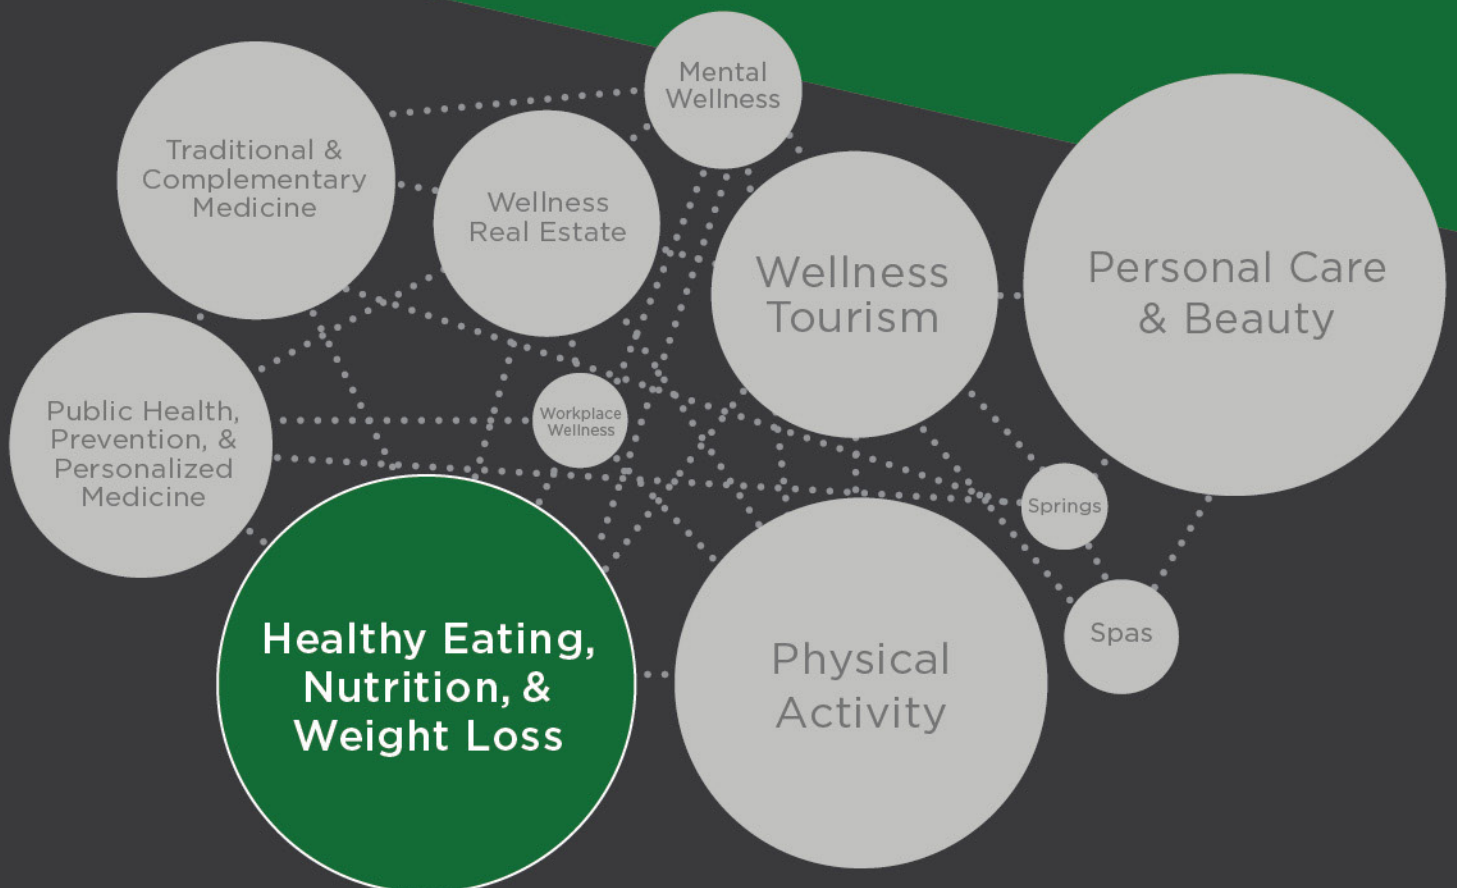 Mental
Wellness
Traditional &
Complementary
Medicine
Wellness
Real Estate
Wellness
Tourism
Personal Care
& Beauty
Public Health,
Prevention, &
Personalized
Medicine
Workplace
Wellness
Springs
Healthy Eating,
Nutrition, &
Weight Loss
Physical
Activity
Spas